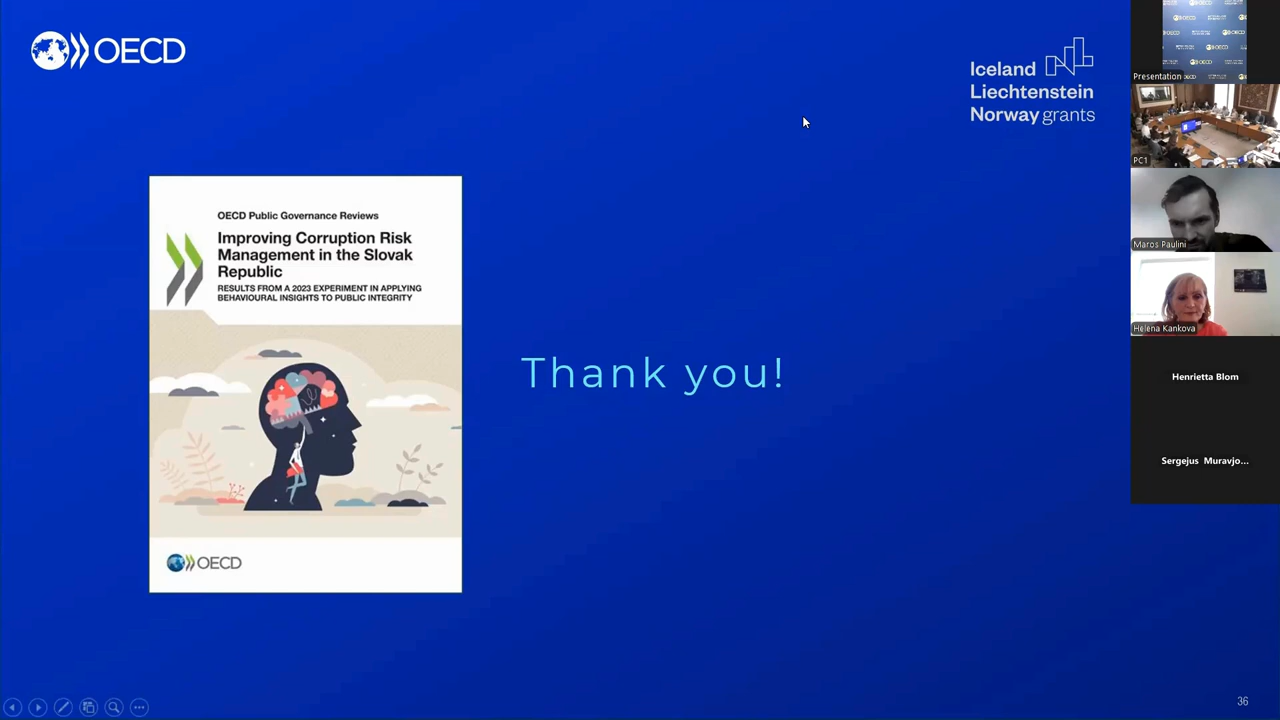 OECD
Iceland
Liechtenstein
Norway grants
OECD Public Governance Reviews
Improving Corruption Risk
Management in the Slovak
Republic
RESULTS FROM A 2023 EXPERIMENT IN APPLYING
BEHAVIOURAL INSIGHTS TO PUBLIC INTEGRITY
OECD
Thank you!
36
Presentation
PC1
Maros Paulini
Helena Kankova
Henrietta Blom
Sergejus Muravjo...